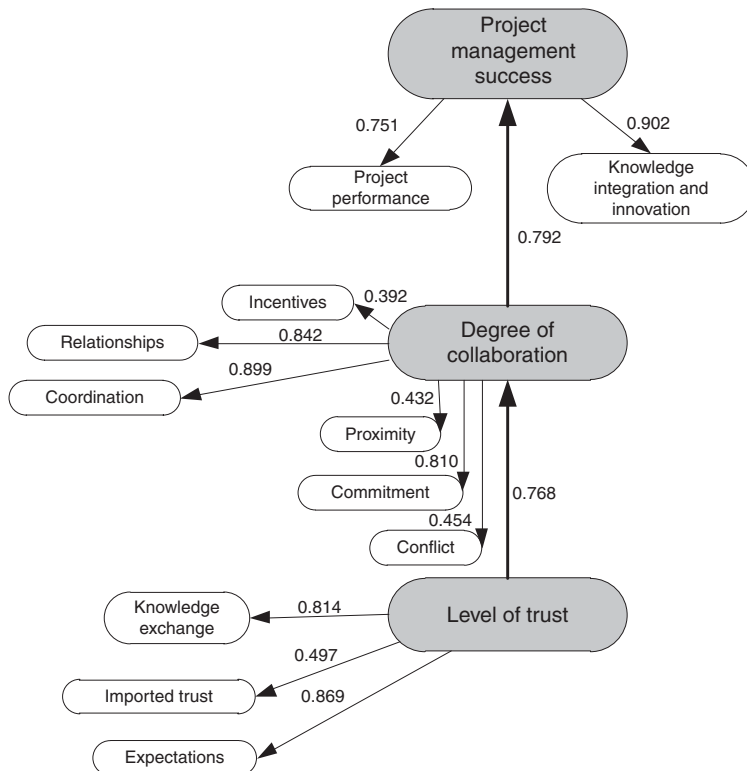 Project
management
success
0.751
0.902
Project
performance
Knowledge
integration and
innovation
0.792
Incentives
0.392
Relationships
0.842
Degree of
collaboration
Coordination
0.899
0.432
Proximity
0.810
Commitment
0.768
0.454
Conflict
Knowledge
exchange
0.814
Level of trust
0.497
Imported trust
0.869
Expectations